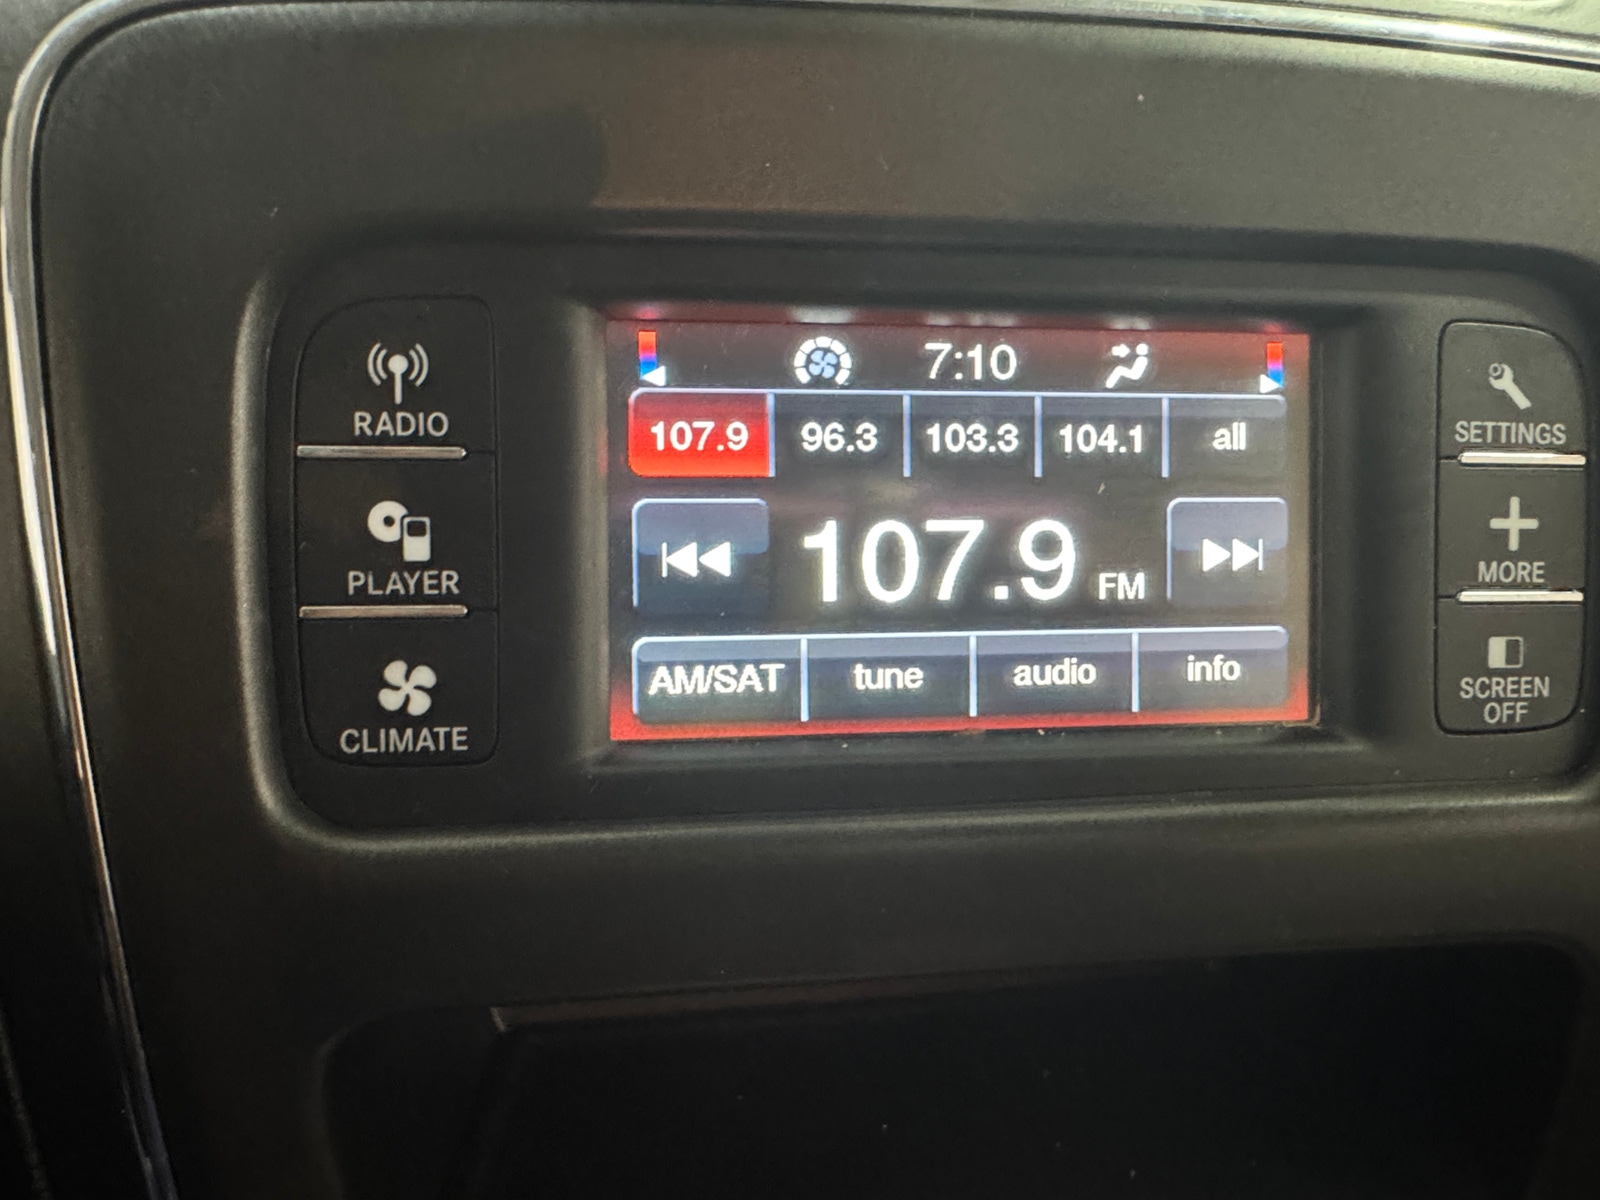 7:10
107.9 96.3 103.3 104.1 all
107.9 FM
AM/SAT tune audio info
RADIO
PLAYER
CLIMATE
SETTINGS
MORE
SCREEN
OFF